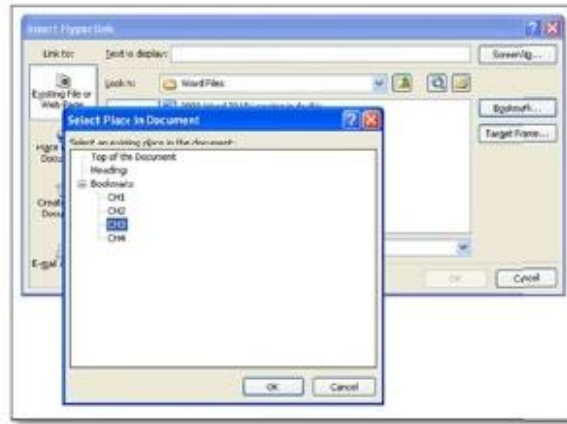 Insert Hyperlink
Link to:
Text to display:
ScreenTip...
Existing File or
Web Page
Look in:
Word Files
Bookmark...
Target Frame...
Select Place in Document
Select an existing place in the document:
Top of the Document
Headings
Bookmarks
CH1
CH2
CH3
CH4
E-mail
OK
Cancel
OK
Cancel